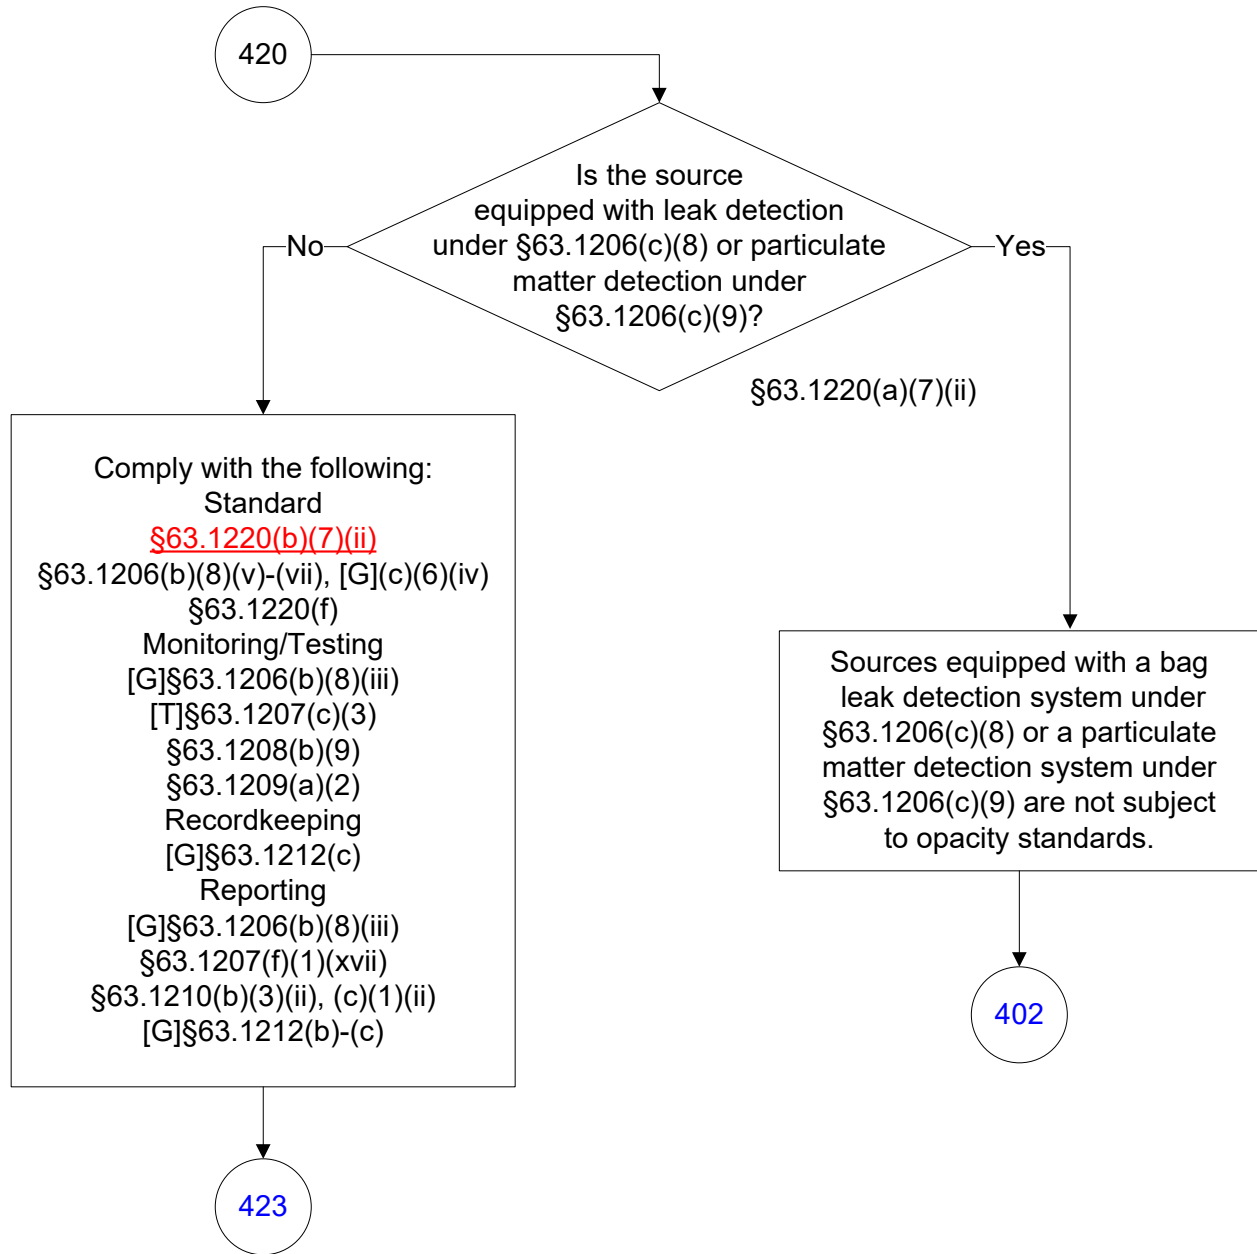 420
Is the source
equipped with leak detection
under §63.1206(c)(8) or particulate
matter detection under
§63.1206(c)(9)?
No
Yes
§63.1220(a)(7)(ii)
Comply with the following:
Standard
§63.1220(b)(7)(ii)
§63.1206(b)(8)(v)-(vii), [G](c)(6)(iv)
§63.1220(f)
Monitoring/Testing
[G]§63.1206(b)(8)(iii)
[T]§63.1207(c)(3)
§63.1208(b)(9)
§63.1209(a)(2)
Recordkeeping
[G]§63.1212(c)
Reporting
[G]§63.1206(b)(8)(iii)
§63.1207(f)(1)(xvii)
§63.1210(b)(3)(ii), (c)(1)(ii)
[G]§63.1212(b)-(c)
Sources equipped with a bag
leak detection system under
§63.1206(c)(8) or a particulate
matter detection system under
§63.1206(c)(9) are not subject
to opacity standards.
402
423